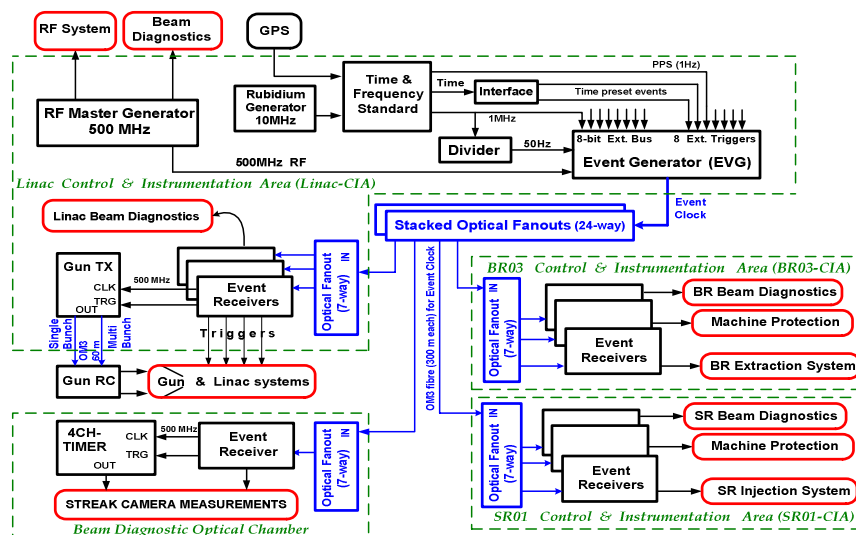 RF System
Beam
Diagnostics
GPS
RF Master Generator
500 MHz
Rubidium
Generator
10MHz
Time &
Frequency
Standard
PPS (1Hz)
Time
Interface
Time preset events
1MHz
Divider
50Hz
8-bit Ext. Bus
8 Ext. Triggers
Event Generator (EVG)
500MHz RF
Linac Control & Instrumentation Area (Linac-CIA)
Event
Clock
Stacked Optical Fanouts (24-way)
Linac Beam Diagnostics
Gun TX
CLK
TRG
OUT
500 MHz
Event
Receivers
Optical Fanout
(7-way)
IN
Triggers
Single
Bunch
OM3
60 m
Multi
Bunch
Gun RC
Gun & Linac systems
OM3 fibre (300 m each) for Event Clock
BR03 Control & Instrumentation Area (BR03-CIA)
Optical Fanout
(7-way)
IN
Event
Receivers
BR Beam Diagnostics
Machine Protection
BR Extraction System
4CH-
TIMER
CLK
TRG
OUT
500 MHz
Event
Receiver
Optical Fanout
(7-way)
IN
STREAK CAMERA MEASUREMENTS
Beam Diagnostic Optical Chamber
Optical Fanout
(7-way)
IN
Event
Receivers
SR Beam Diagnostics
Machine Protection
SR Injection System
SR01 Control & Instrumentation Area (SR01-CIA)